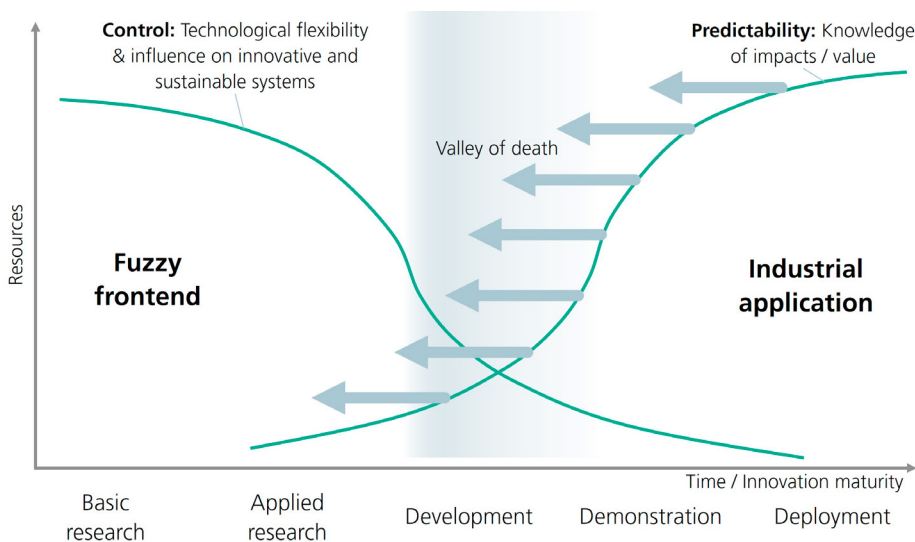 Control: Technological flexibility
& influence on innovative and
sustainable systems
Predictability: Knowledge
of impacts / value
Valley of death
Resources
Fuzzy
frontend
Industrial
application
Time / Innovation maturity
Basic
research
Applied
research
Development
Demonstration
Deployment